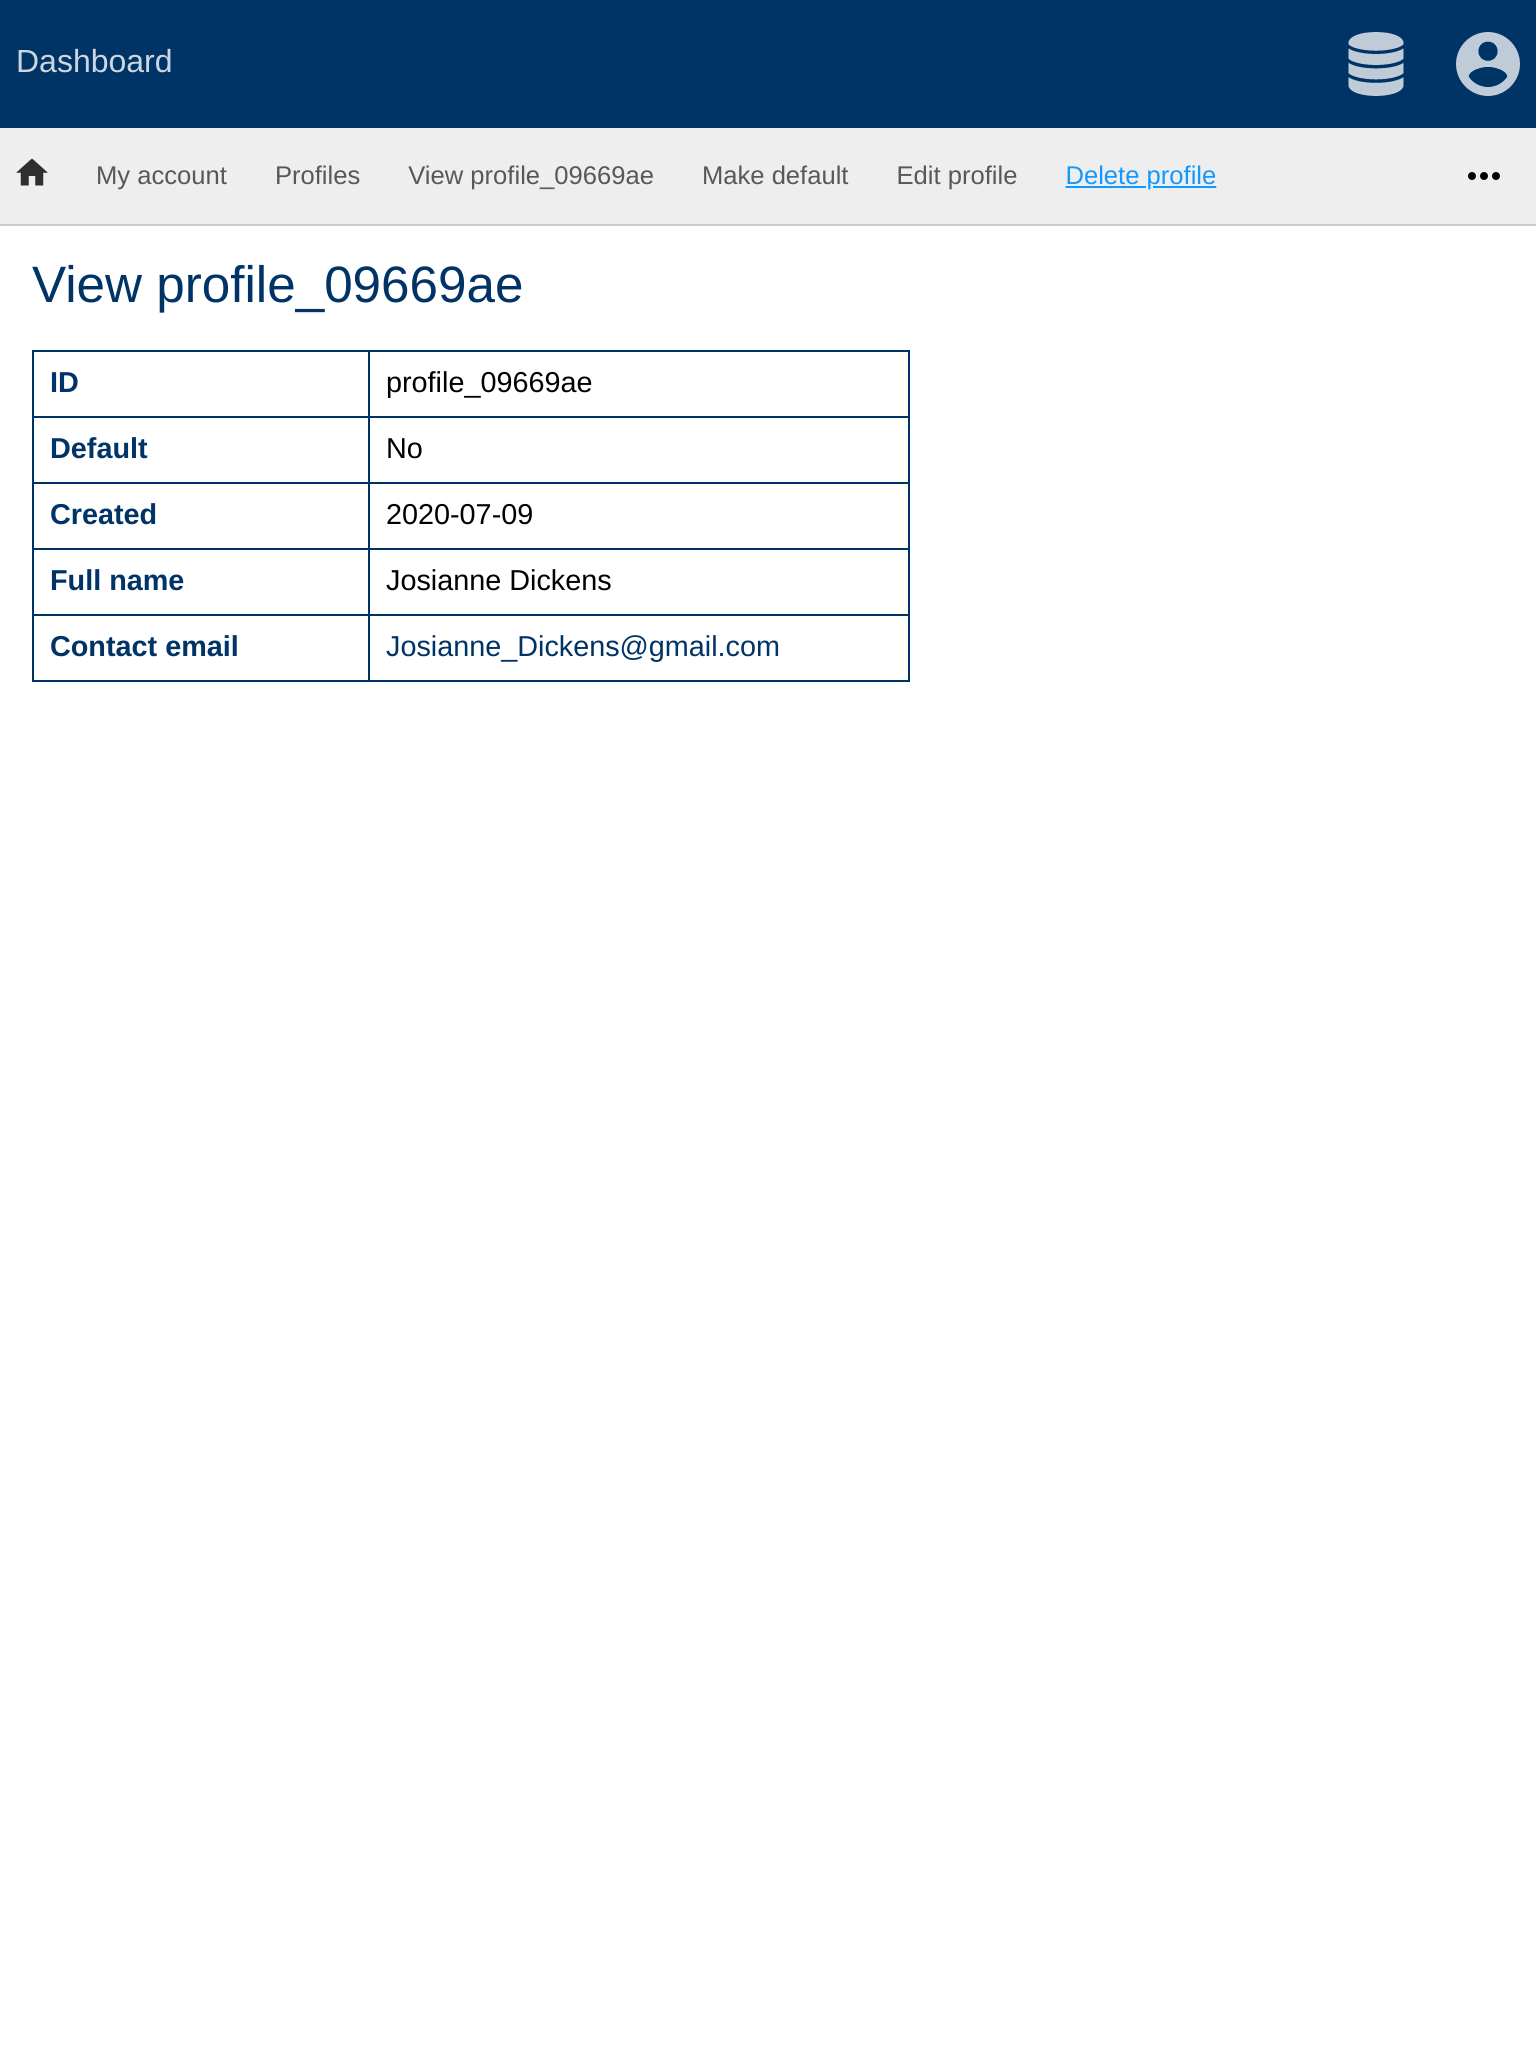 Dashboard
My account Profiles View profile_09669ae Make default Edit profile Delete profile
View profile_09669ae
ID profile_09669ae
Default No
Created 2020-07-09
Full name Josianne Dickens
Contact email Josianne_Dickens@gmail.com